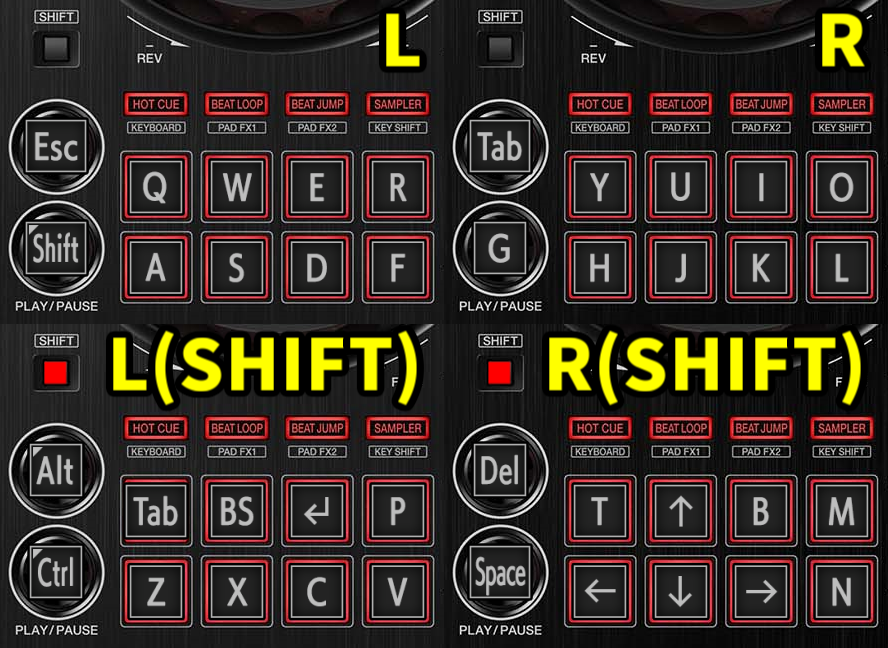 SHIFT
L
REV
HOT CUE BEAT LOOP BEAT JUMP SAMPLER
KEYBOARD PAD FX1 PAD FX2 KEY SHIFT
Esc
Q W E R
Shift
A S D F
PLAY/PAUSE
SHIFT
R
REV
HOT CUE BEAT LOOP BEAT JUMP SAMPLER
KEYBOARD PAD FX1 PAD FX2 KEY SHIFT
Tab
Y U I O
G
H J K L
PLAY/PAUSE
SHIFT
L(SHIFT)
HOT CUE BEAT LOOP BEAT JUMP SAMPLER
KEYBOARD PAD FX1 PAD FX2 KEY SHIFT
Alt
Tab BS ↵ P
Ctrl
Z X C V
PLAY/PAUSE
SHIFT
R(SHIFT)
HOT CUE BEAT LOOP BEAT JUMP SAMPLER
KEYBOARD PAD FX1 PAD FX2 KEY SHIFT
Del
T ↑ B M
Space
← ↓ → N
PLAY/PAUSE